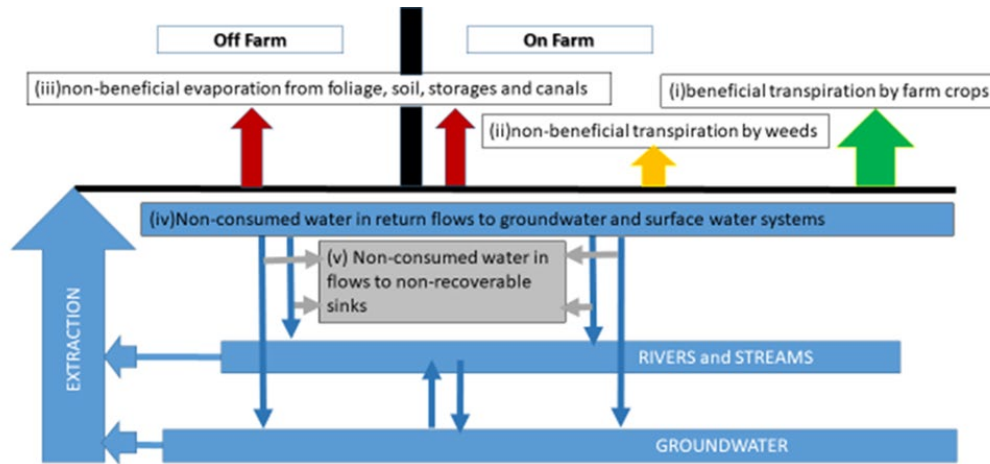 Off Farm
On Farm
(iii)non-beneficial evaporation from foliage, soil, storages and canals
(i)beneficial transpiration by farm crops
(ii)non-beneficial transpiration by weeds
(iv)Non-consumed water in return flows to groundwater and surface water systems
(v) Non-consumed water in
flows to non-recoverable
sinks
EXTRACTION
RIVERS and STREAMS
GROUNDWATER